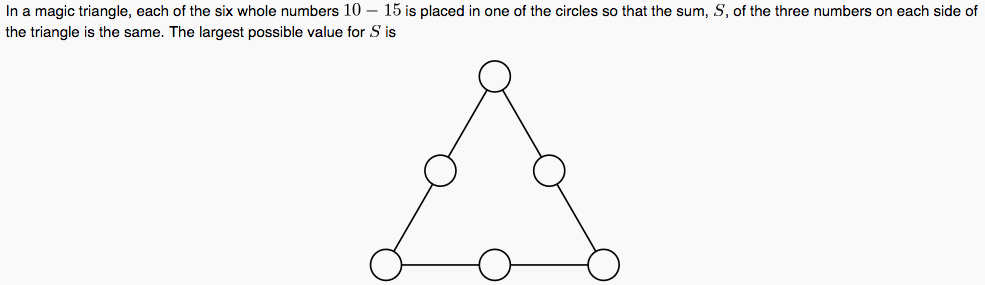 In a magic triangle, each of the six whole numbers 10 − 15 is placed in one of the circles so that the sum, S, of the three numbers on each side of
the triangle is the same. The largest possible value for S is